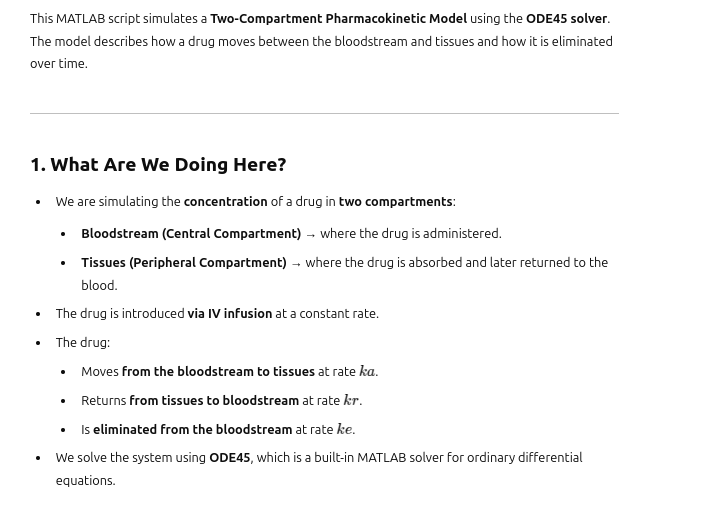 This MATLAB script simulates a Two-Compartment Pharmacokinetic Model using the ODE45 solver.
The model describes how a drug moves between the bloodstream and tissues and how it is eliminated
over time.
1. What Are We Doing Here?
• We are simulating the concentration of a drug in two compartments:
• Bloodstream (Central Compartment) → where the drug is administered.
• Tissues (Peripheral Compartment) → where the drug is absorbed and later returned to the
blood.
• The drug is introduced via IV infusion at a constant rate.
• The drug:
• Moves from the bloodstream to tissues at rate ka.
• Returns from tissues to bloodstream at rate kr.
• Is eliminated from the bloodstream at rate ke.
• We solve the system using ODE45, which is a built-in MATLAB solver for ordinary differential
equations.